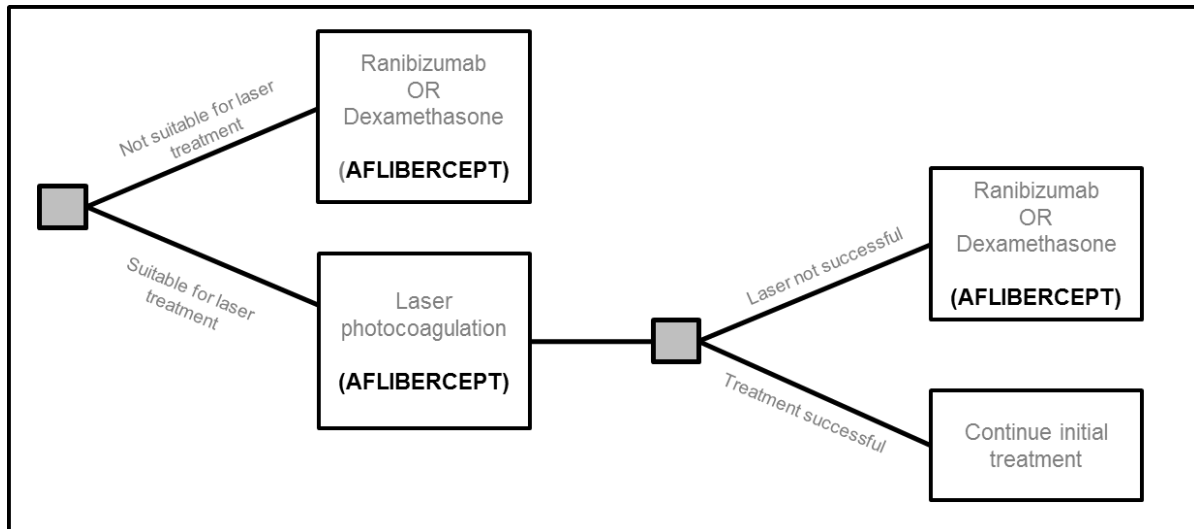 Not suitable for laser
treatment
Ranibizumab
OR
Dexamethasone
(AFLIBERCEPT)
Suitable for laser
treatment
Laser
photocoagulation
(AFLIBERCEPT)
Laser not successful
Ranibizumab
OR
Dexamethasone
(AFLIBERCEPT)
Treatment successful
Continue initial
treatment